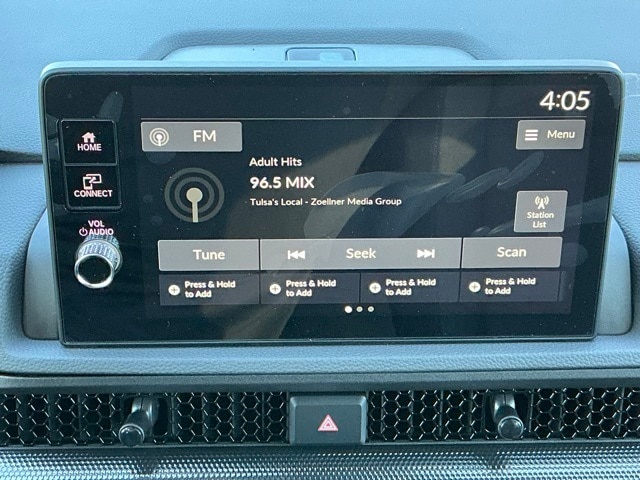 4:05
HOME
FM
Menu
Adult Hits
96.5 MIX
CONNECT
Tulsa's Local - Zoellner Media Group
Station
List
VOL
AUDIO
Tune
Seek
Scan
Press & Hold
to Add
Press & Hold
to Add
Press & Hold
to Add
Press & Hold
to Add